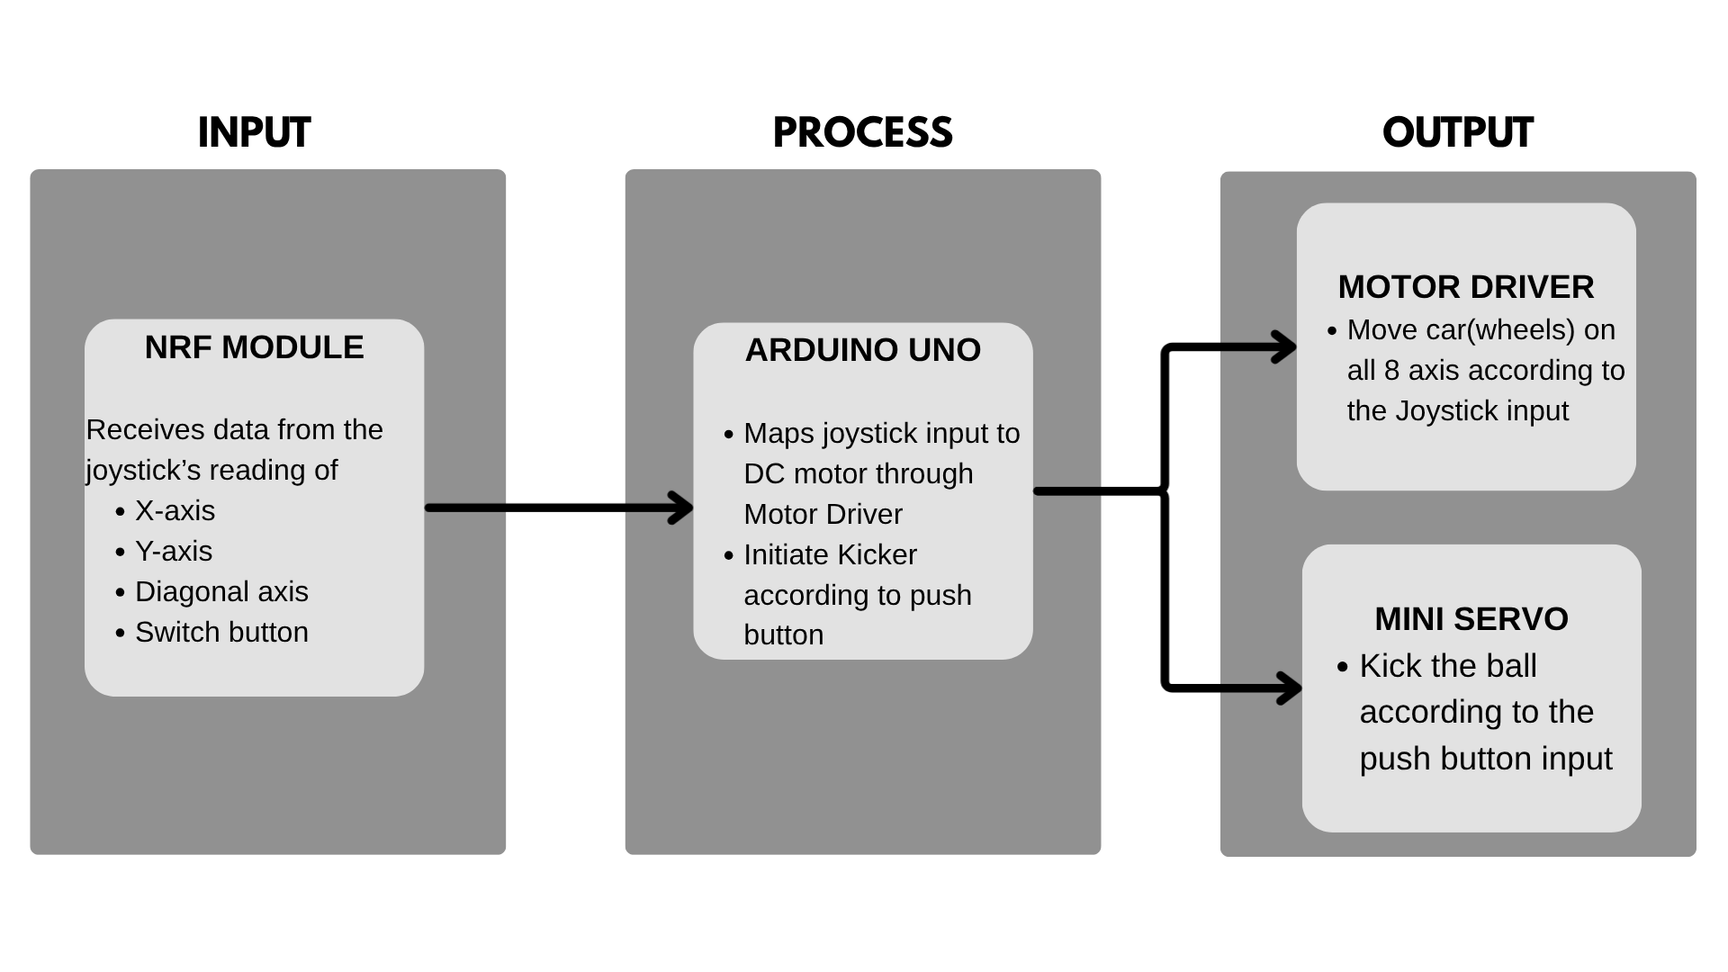 INPUT
NRF MODULE
Receives data from the
joystick’s reading of
• X-axis
• Y-axis
• Diagonal axis
• Switch button
PROCESS
ARDUINO UNO
• Maps joystick input to
DC motor through
Motor Driver
• Initiate Kicker
according to push
button
OUTPUT
MOTOR DRIVER
• Move car(wheels) on
all 8 axis according to
the Joystick input
MINI SERVO
• Kick the ball
according to the
push button input